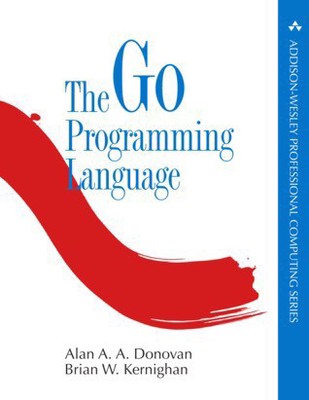 The Go
Programming
Language
Alan A. A. Donovan
Brian W. Kernighan
ADDISON-WESLEY PROFESSIONAL COMPUTING SERIES